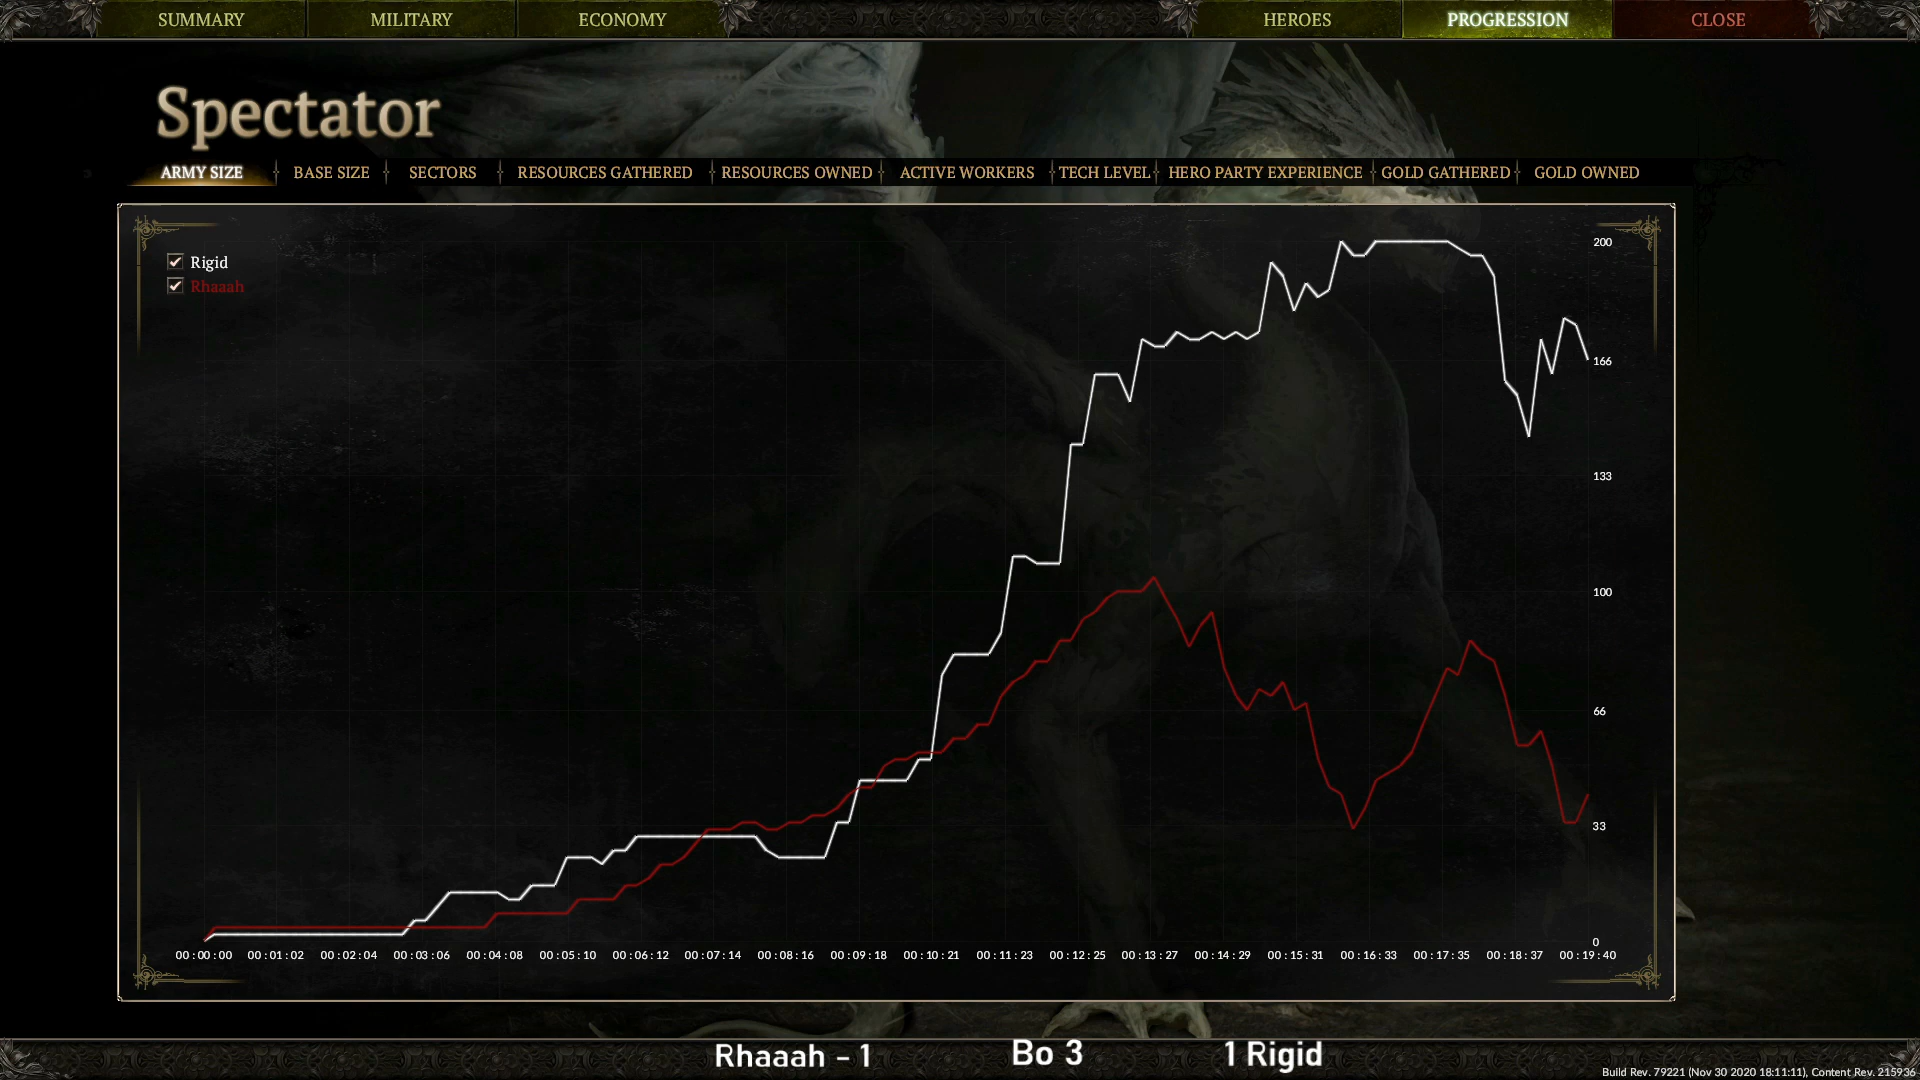 SUMMARY MILITARY ECONOMY HEROES PROGRESSION CLOSE
Spectator
ARMY SIZE BASE SIZE SECTORS RESOURCES GATHERED RESOURCES OWNED ACTIVE WORKERS TECH LEVEL HERO PARTY EXPERIENCE GOLD GATHERED GOLD OWNED
Rigid
Rhaaah
200
166
133
100
66
33
0
00:00:00 00:01:02 00:02:04 00:03:06 00:04:08 00:05:10 00:06:12 00:07:14 00:08:16 00:09:18 00:10:21 00:11:23 00:12:25 00:13:27 00:14:29 00:15:31 00:16:33 00:17:35 00:18:37 00:19:40
Rhaaah - 1 Bo 3 1 Rigid
Build Rev. 79221 (Nov 30 2020 18:11:11), Content Rev. 215936